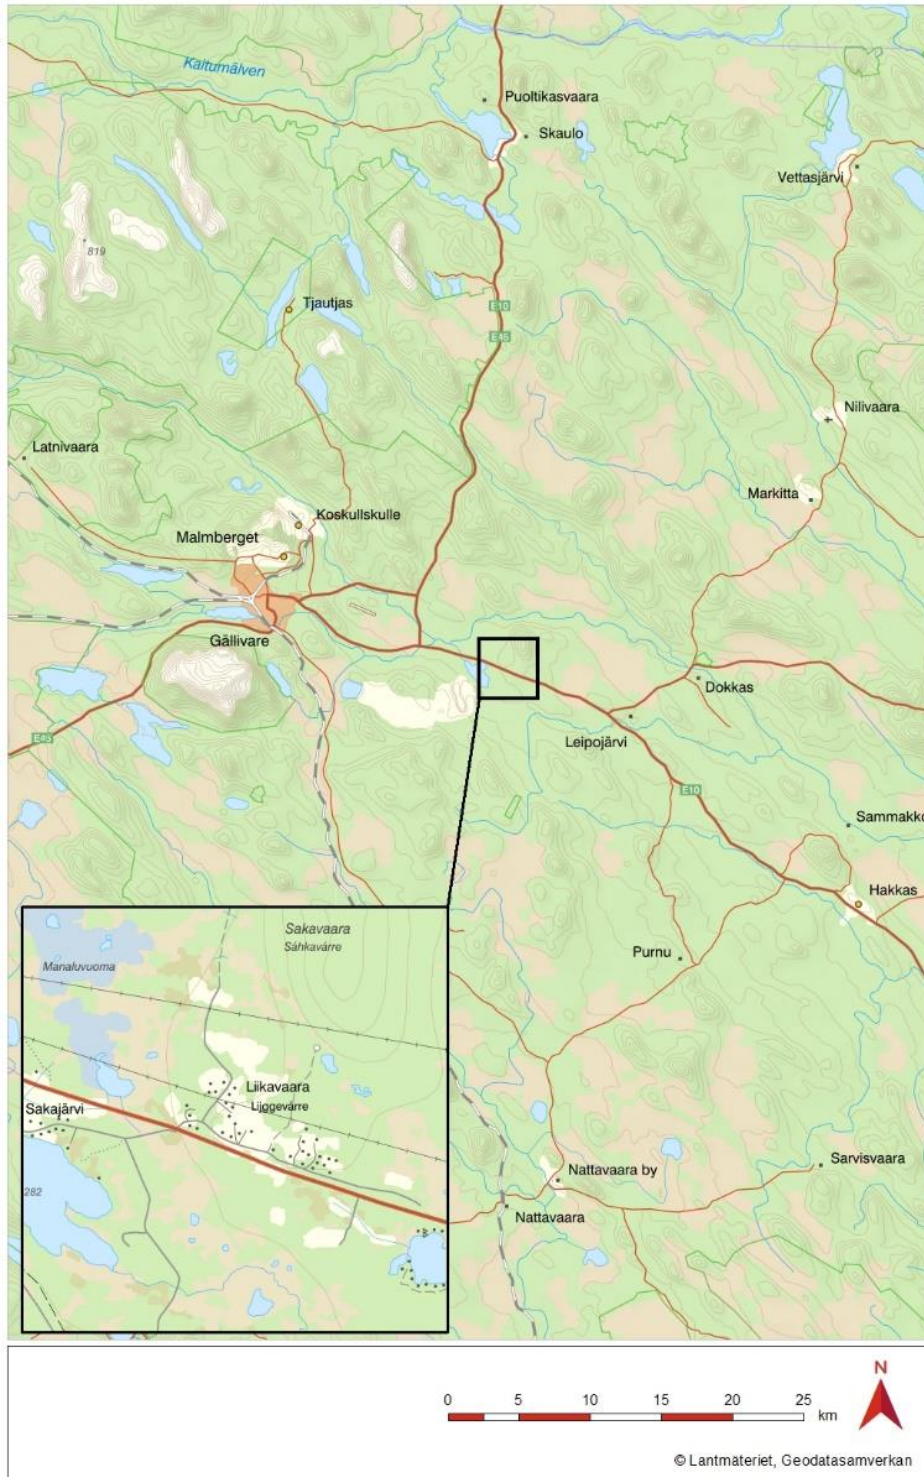 Kaitumälven
Puoltikasvaara
Skaulo
Vettasjärvi
819
Tjautjas
E10
E45
Nilivaara
Latnivaara
Markitta
Koskullskulle
Malmberget
Gällivare
Dokkas
Leipojärvi
E45
E10
Sammakko
Hakkas
Sakavaara
Sáhkavárre
Manaluvuoma
Purnu
Liikavaara
Lijggevárre
Sakajärvi
Sarvisvaara
Nattavaara by
282
Nattavaara
N
0 5 10 15 20 25
km
© Lantmäteriet, Geodatasamverkan